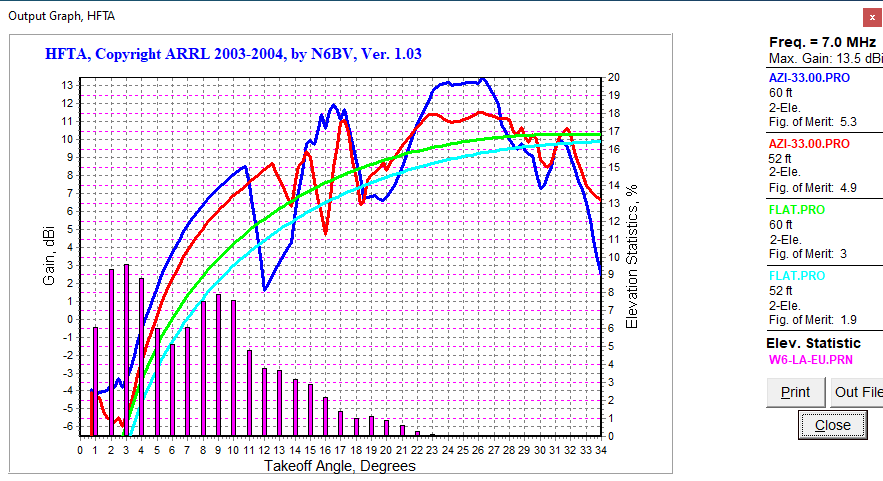 Output Graph, HFTA
x
HFTA, Copyright ARRL 2003-2004, by N6BV, Ver. 1.03
13
12
11
10
9
8
7
6
5
4
3
2
1
0
-1
-2
-3
-4
-5
-6
Gain, dBi
20
19
18
17
16
15
14
13
12
11
10
9
8
7
6
5
4
3
2
1
0
Elevation Statistics, %
0 1 2 3 4 5 6 7 8 9 10 11 12 13 14 15 16 17 18 19 20 21 22 23 24 25 26 27 28 29 30 31 32 33 34
Takeoff Angle, Degrees
Freq. = 7.0 MHz
Max. Gain: 13.5 dBi
AZI-33.00.PRO
60 ft
2-Ele.
Fig. of Merit: 5.3
AZI-33.00.PRO
52 ft
2-Ele.
Fig. of Merit: 4.9
FLAT.PRO
60 ft
2-Ele.
Fig. of Merit: 3
FLAT.PRO
52 ft
2-Ele.
Fig. of Merit: 1.9
Elev. Statistic
W6-LA-EU.PRN
Print
Out File
Close